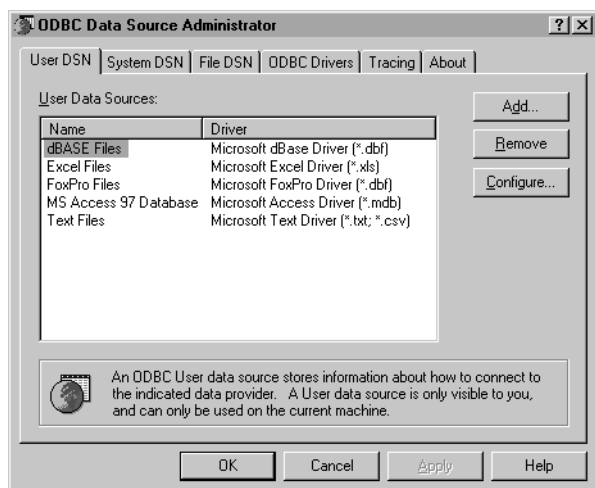 ODBC Data Source Administrator
User DSN System DSN File DSN ODBC Drivers Tracing About
User Data Sources:
Name Driver
dBASE Files Microsoft dBase Driver (*.dbf)
Excel Files Microsoft Excel Driver (*.xls)
FoxPro Files Microsoft FoxPro Driver (*.dbf)
MS Access 97 Database Microsoft Access Driver (*.mdb)
Text Files Microsoft Text Driver (*.txt; *.csv)
Add...
Remove
Configure...
An ODBC User data source stores information about how to connect to
the indicated data provider. A User data source is only visible to you,
and can only be used on the current machine.
OK Cancel Apply Help